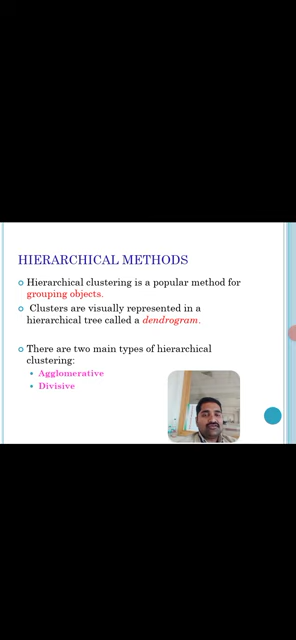 HIERARCHICAL METHODS
Hierarchical clustering is a popular method for
grouping objects.
Clusters are visually represented in a
hierarchical tree called a dendrogram.
There are two main types of hierarchical
clustering:
Agglomerative
Divisive